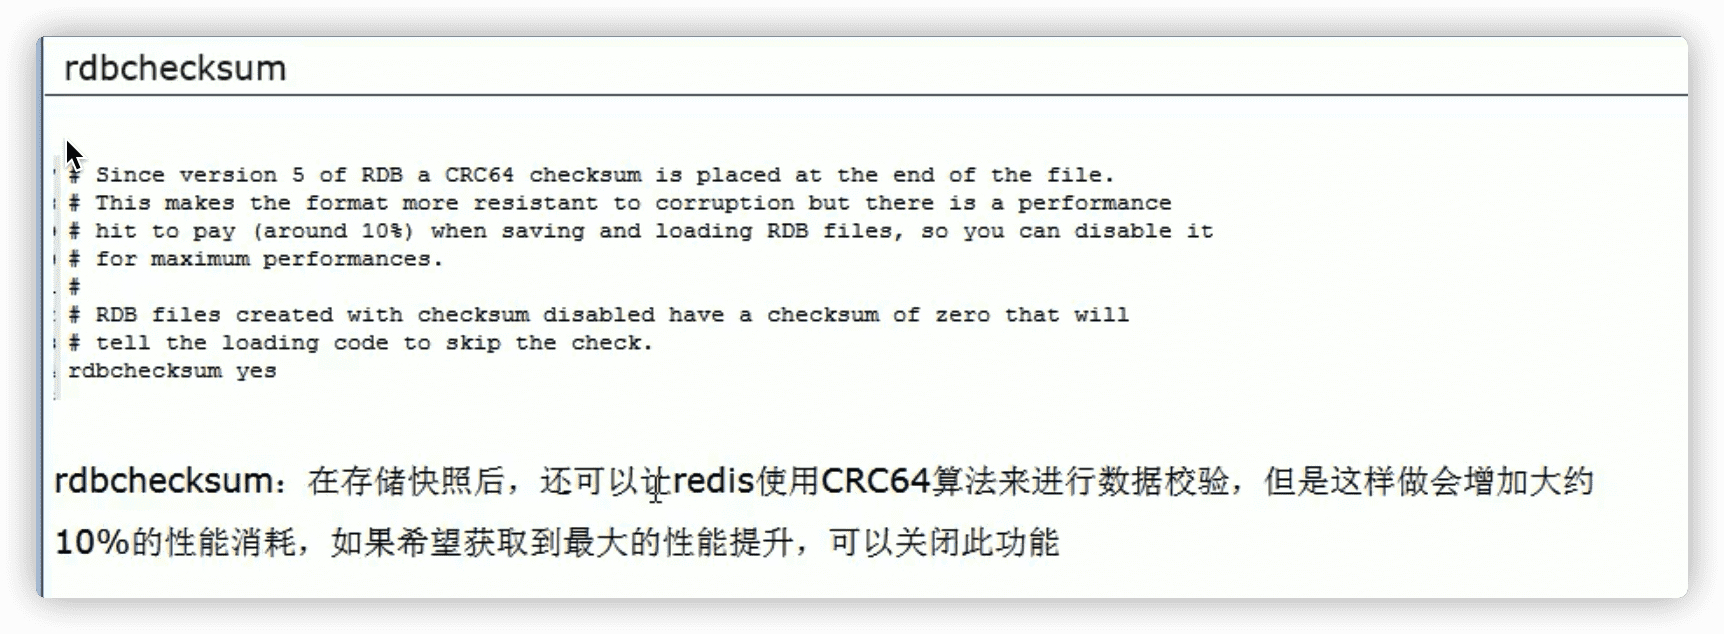 rdbchecksum
# Since version 5 of RDB a CRC64 checksum is placed at the end of the file.
# This makes the format more resistant to corruption but there is a performance
# hit to pay (around 10%) when saving and loading RDB files, so you can disable it
# for maximum performances.
#
# RDB files created with checksum disabled have a checksum of zero that will
# tell the loading code to skip the check.
rdbchecksum yes
rdbchecksum：在存储快照后，还可以让redis使用CRC64算法来进行数据校验，但是这样做会增加大约
10%的性能消耗，如果希望获取到最大的性能提升，可以关闭此功能